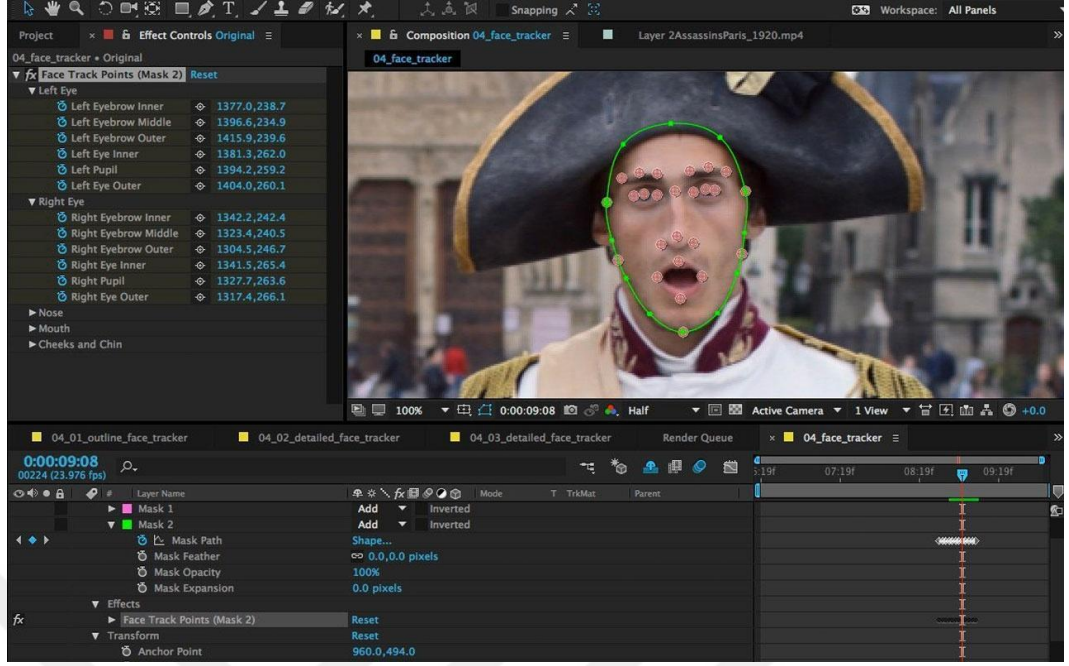 Snapping
Workspace: All Panels
Project
Effect Controls Original
Composition 04_face_tracker
Layer 2AssassinsParis_1920.mp4
04_face_tracker • Original
04_face_tracker
fx Face Track Points (Mask 2) Reset
Left Eye
Left Eyebrow Inner 1377.0,238.7
Left Eyebrow Middle 1396.6,234.9
Left Eyebrow Outer 1415.9,239.6
Left Eye Inner 1381.3,262.0
Left Pupil 1394.2,259.2
Left Eye Outer 1404.0,260.1
Right Eye
Right Eyebrow Inner 1342.2,242.4
Right Eyebrow Middle 1323.4,240.5
Right Eyebrow Outer 1304.5,246.7
Right Eye Inner 1341.5,265.4
Right Pupil 1327.7,263.6
Right Eye Outer 1317.4,266.1
Nose
Mouth
Cheeks and Chin
100% 0:00:09:08 Half Active Camera 1 View +0.0
04_01_outline_face_tracker 04_02_detailed_face_tracker 04_03_detailed_face_tracker Render Queue 04_face_tracker
0:00:09:08
00224 (23.976 fps)
5:19f 07:19f 08:19f 09:19f
# Layer Name fx Mode T TrkMat Parent
Mask 1 Add Inverted
Mask 2 Add Inverted
Mask Path Shape...
Mask Feather 0.0,0.0 pixels
Mask Opacity 100%
Mask Expansion 0.0 pixels
Effects
fx Face Track Points (Mask 2) Reset
Transform Reset
Anchor Point 960.0,494.0